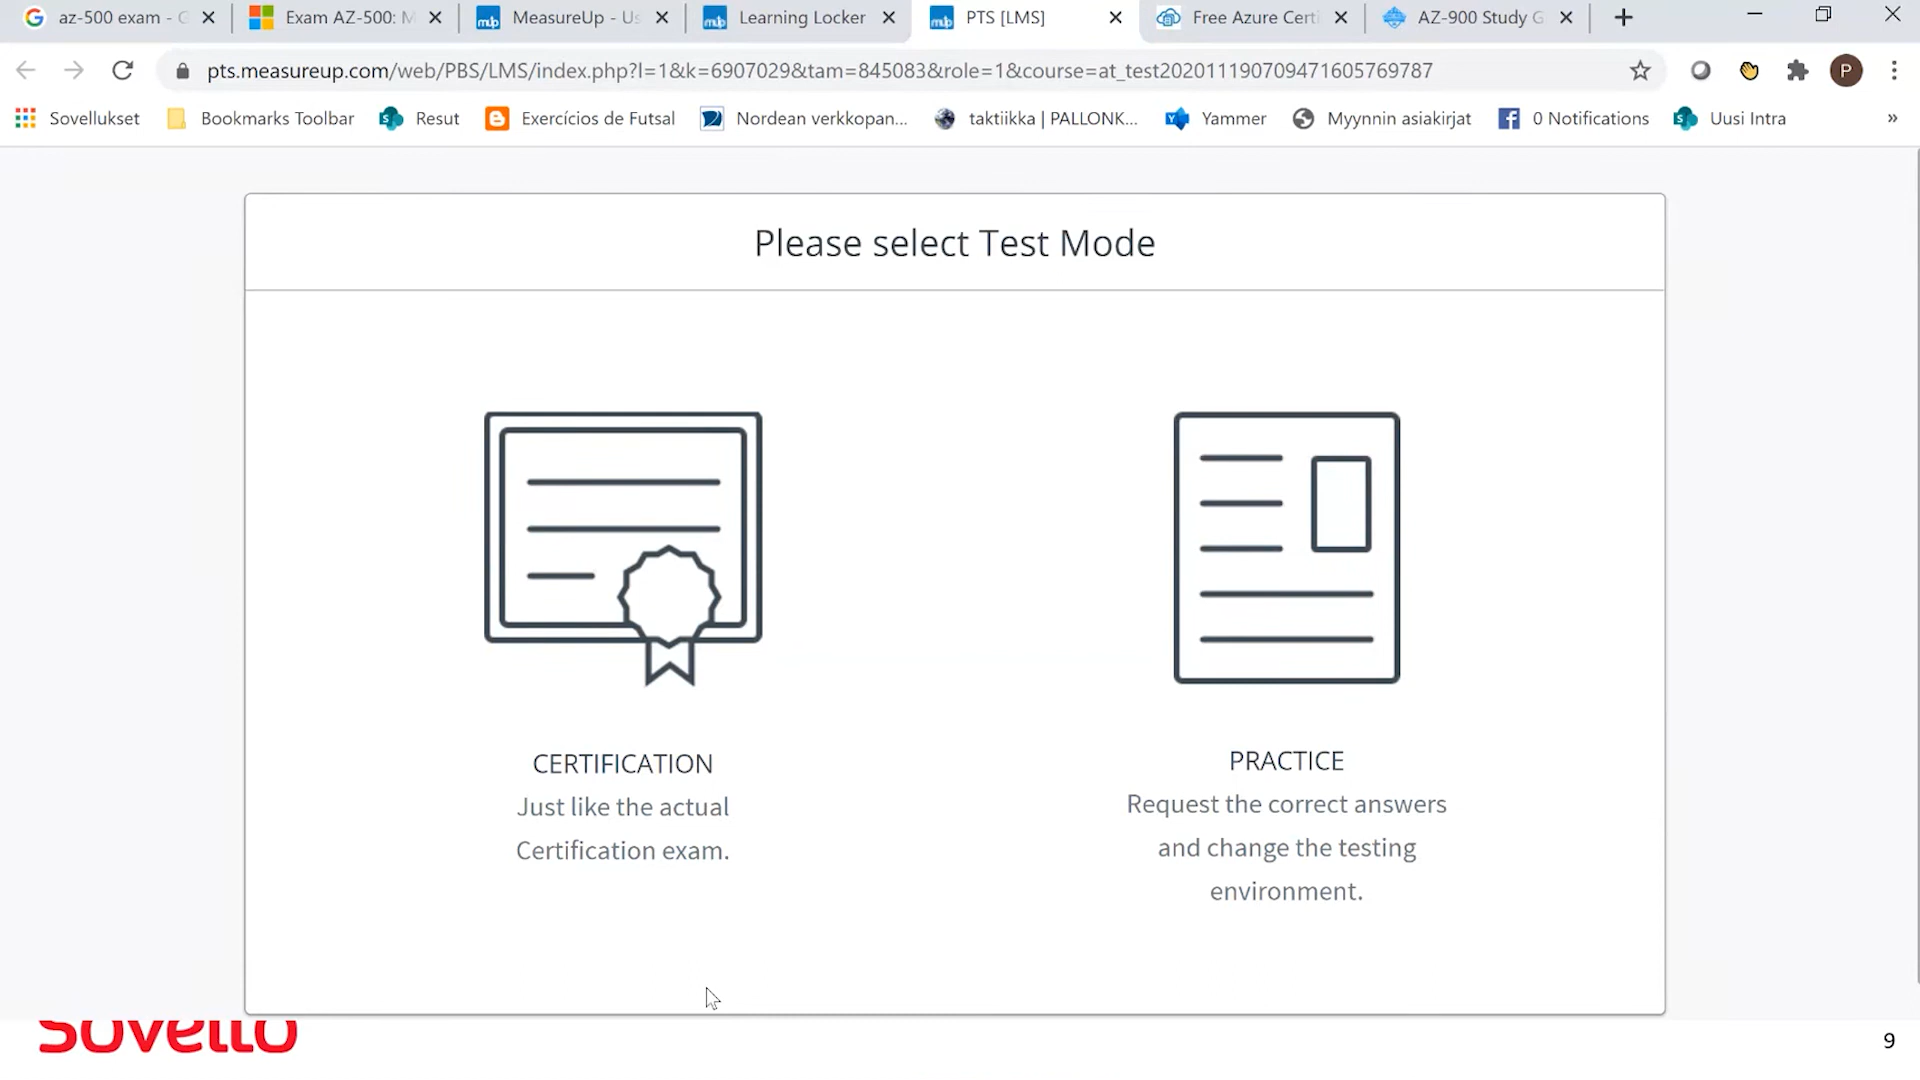 az-500 exam - G
Exam AZ-500: M
MeasureUp - Us
Learning Locker
PTS [LMS]
Free Azure Certi
AZ-900 Study G
pts.measureup.com/web/PBS/LMS/index.php?l=1&k=6907029&tam=845083&role=1&course=at_test20201119070947160576978​7
P
Sovellukset
Bookmarks Toolbar
Resut
Exercícios de Futsal
Nordean verkkopan...
taktiikka | PALLONK...
Yammer
Myynnin asiakirjat
0 Notifications
Uusi Intra
»
Please select Test Mode
CERTIFICATION
Just like the actual
Certification exam.
PRACTICE
Request the correct answers
and change the testing
environment.
Sovelto
9